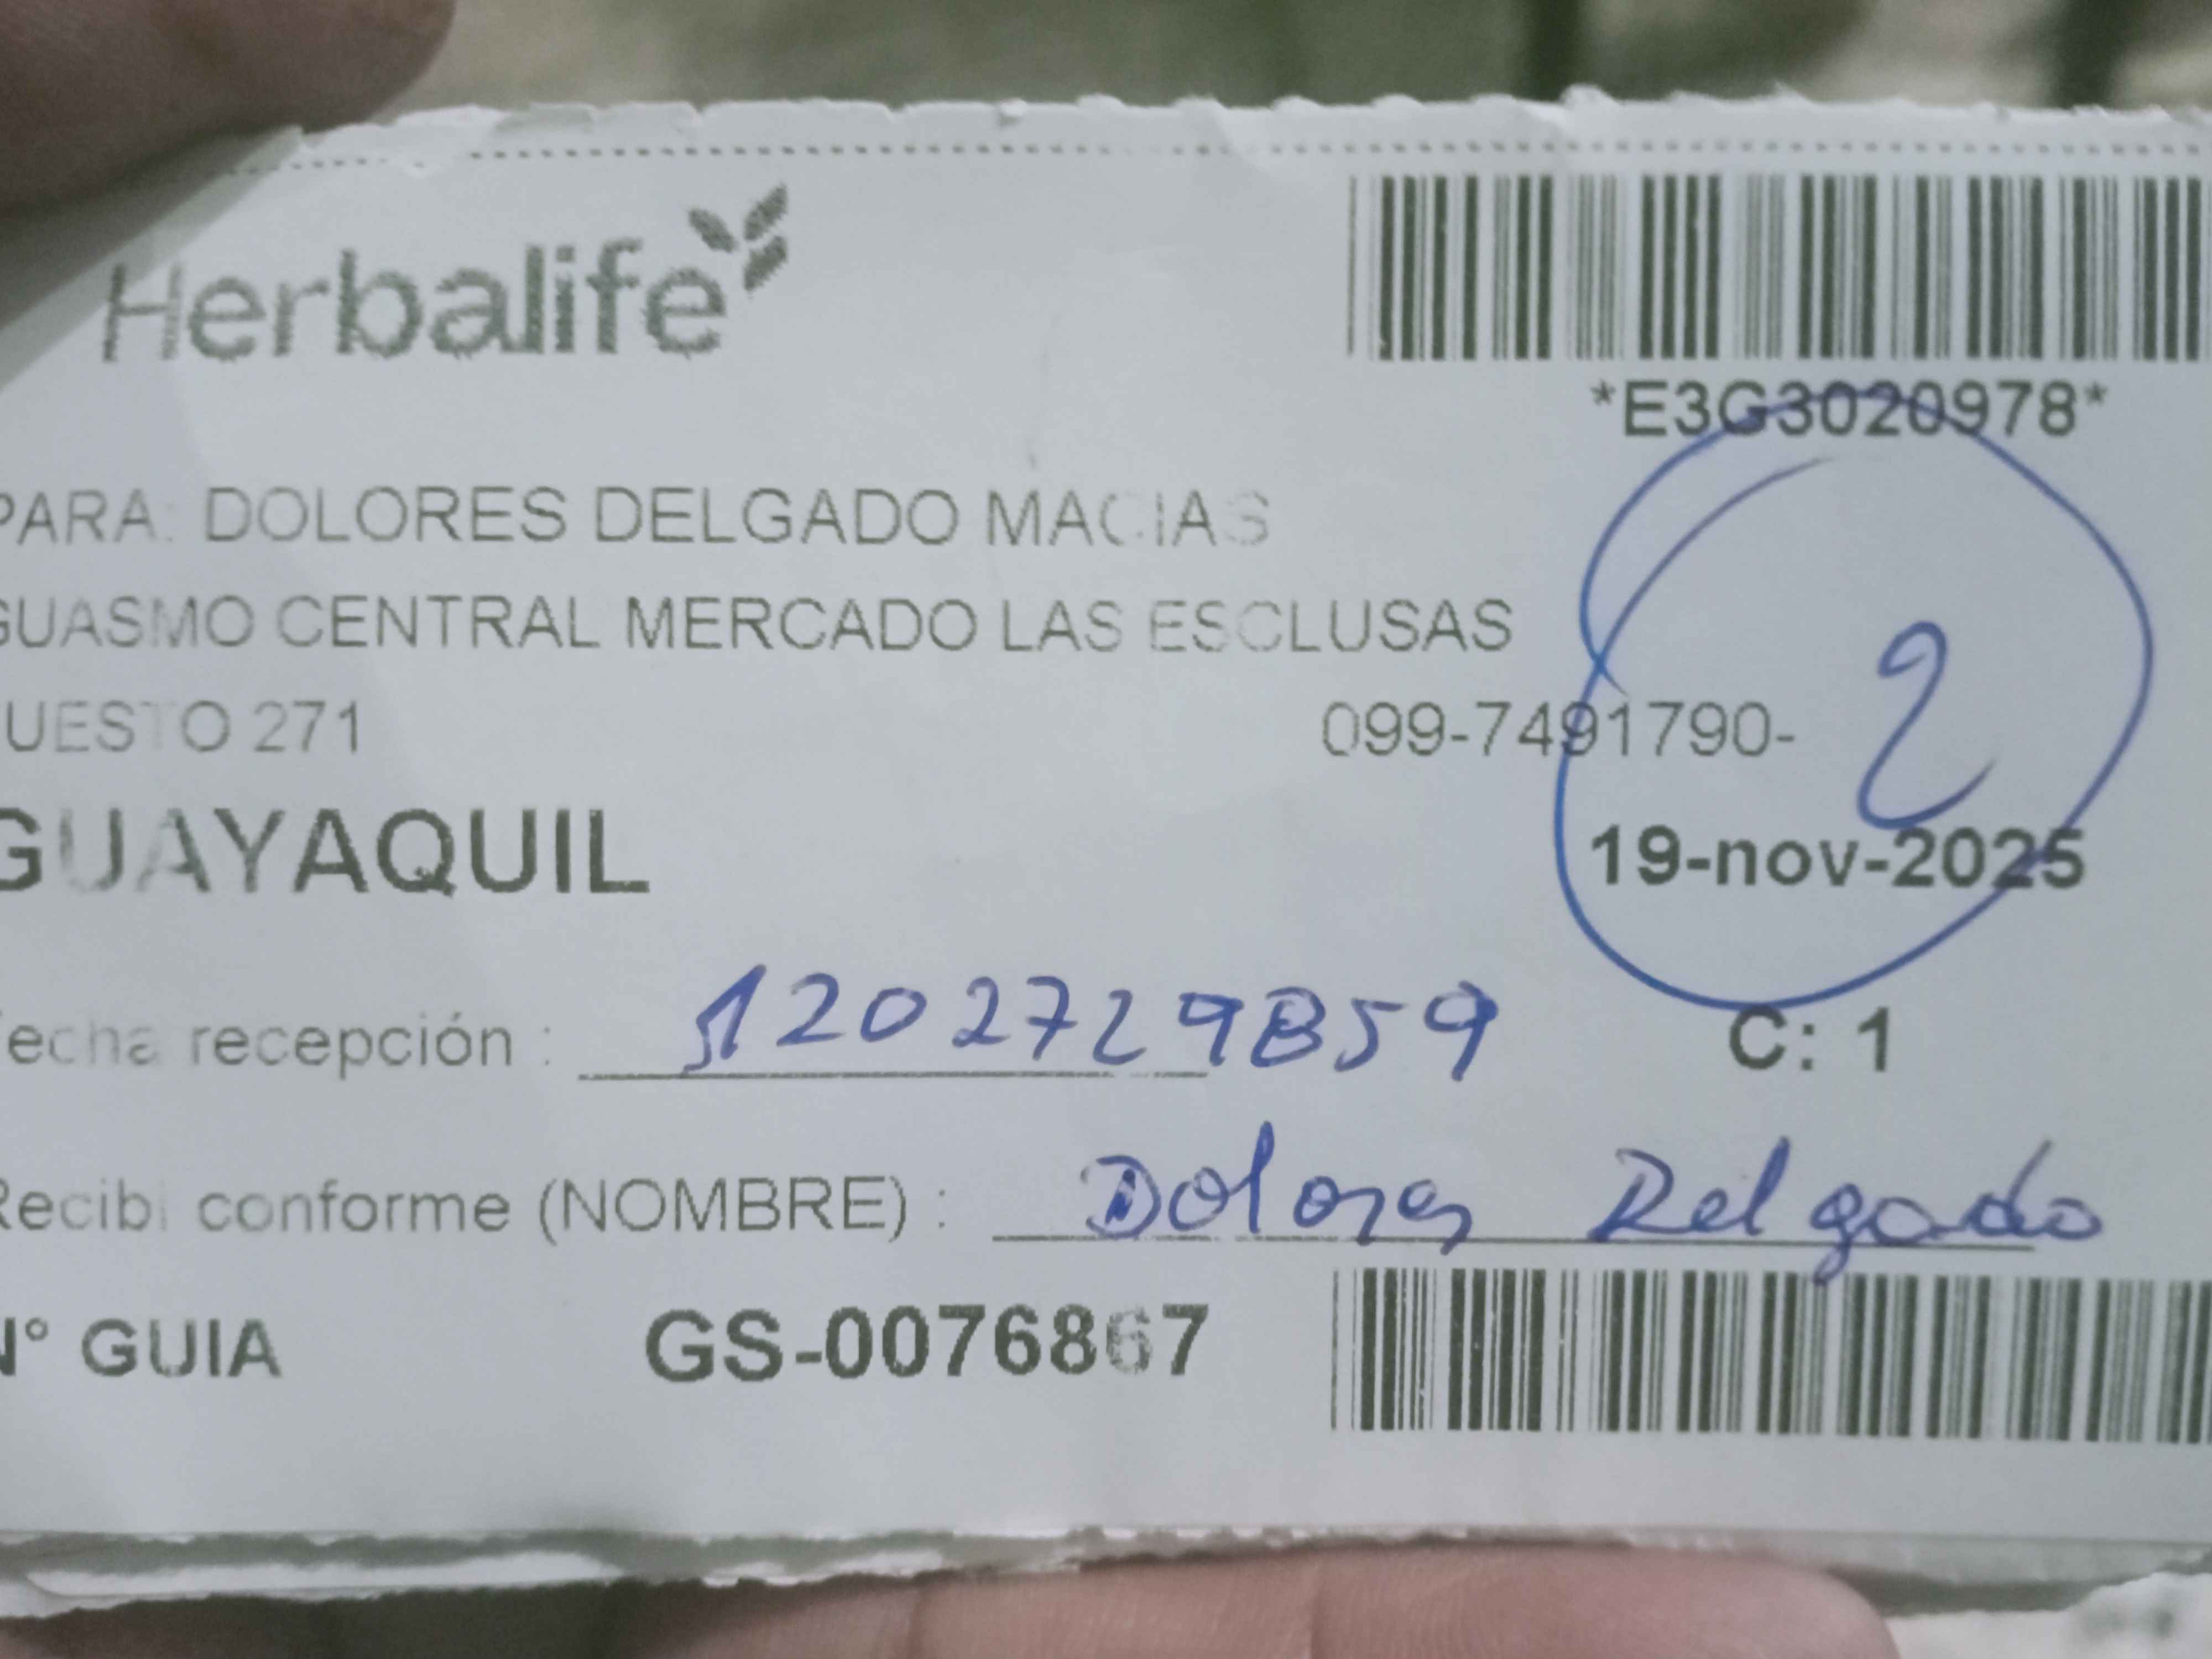 Herbalife
*E3G3020978*
PARA: DOLORES DELGADO MACIAS
GUASMO CENTRAL MERCADO LAS ESCLUSAS
UESTO 271 099-7491790-
2
GUAYAQUIL 19-nov-2025
fecha recepción : 1202729859 C: 1
Recibi conforme (NOMBRE) : Dolores Delgado
N° GUIA GS-0076867